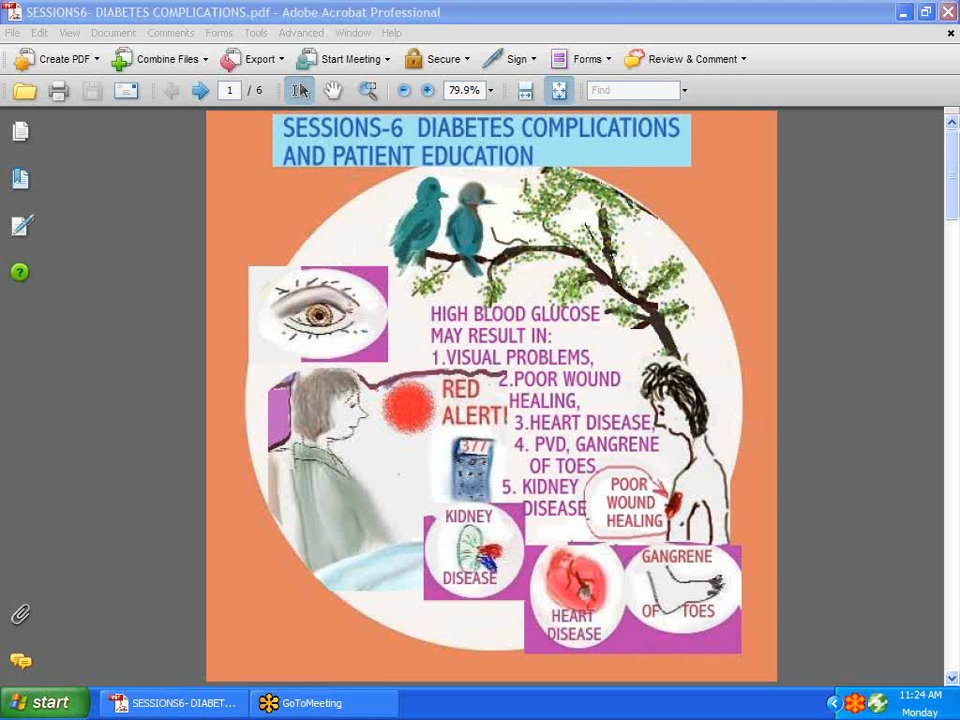 SESSIONS6- DIABETES COMPLICATIONS.pdf - Adobe Acrobat Professional
File Edit View Document Comments Forms Tools Advanced Window Help
Create PDF Combine Files Export Start Meeting Secure Sign Forms Review & Comment
1 / 6 79.9% Find
SESSIONS-6 DIABETES COMPLICATIONS
AND PATIENT EDUCATION
HIGH BLOOD GLUCOSE
MAY RESULT IN:
1.VISUAL PROBLEMS,
2.POOR WOUND
HEALING,
3.HEART DISEASE,
4. PVD, GANGRENE
OF TOES,
5. KIDNEY
DISEASE
RED
ALERT!
377
POOR
WOUND
HEALING
KIDNEY
DISEASE
HEART
DISEASE
GANGRENE
OF TOES
start SESSIONS6- DIABET... GoToMeeting 11:24 AM
Monday